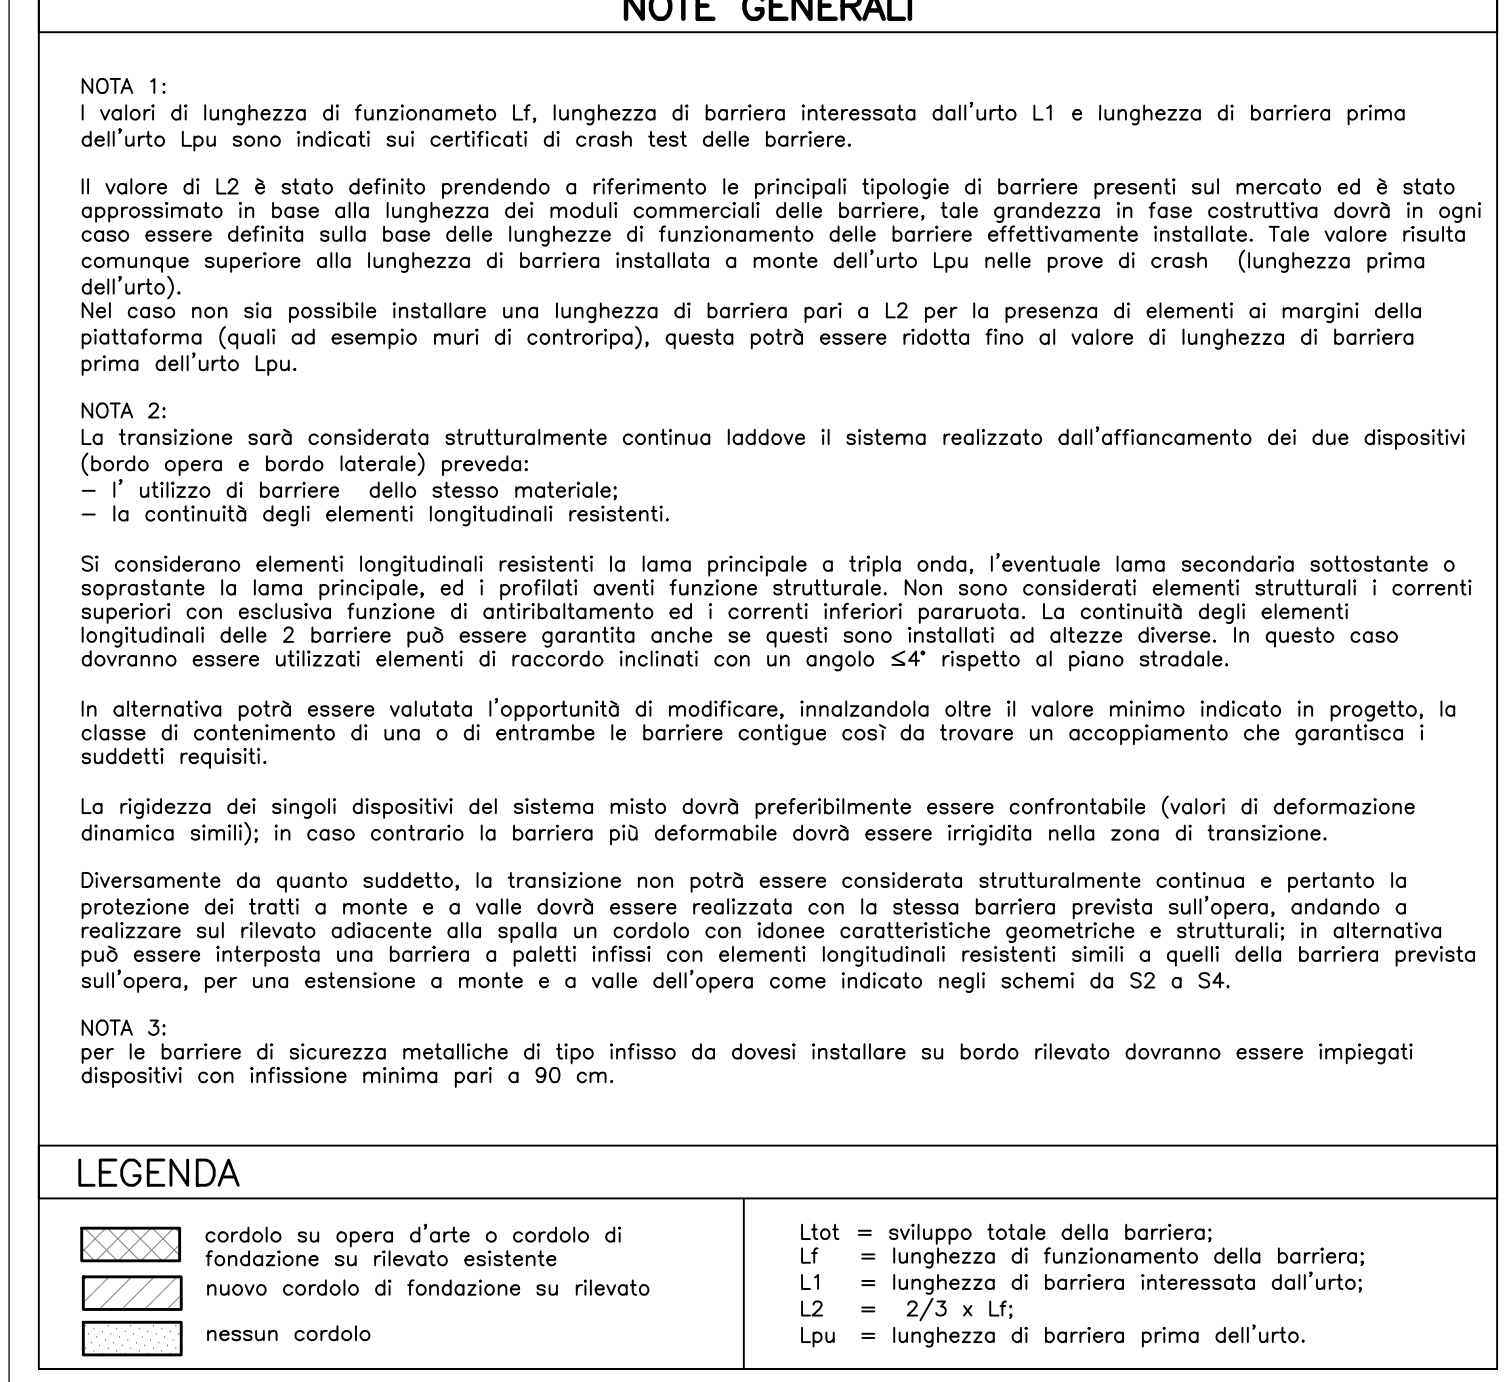 NOTE GENERALI
NOTA 1:
I valori di lunghezza di funzionameto Lf, lunghezza di barriera interessata dall'urto L1 e lunghezza di barriera prima
dell'urto Lpu sono indicati sui certificati di crash test delle barriere.
Il valore di L2 è stato definito prendendo a riferimento le principali tipologie di barriere presenti sul mercato ed è stato
approssimato in base alla lunghezza dei moduli commerciali delle barriere, tale grandezza in fase costruttiva dovrà in ogni
caso essere definita sulla base delle lunghezze di funzionamento delle barriere effettivamente installate. Tale valore risulta
comunque superiore alla lunghezza di barriera installata a monte dell'urto Lpu nelle prove di crash (lunghezza prima
dell'urto).
Nel caso non sia possibile installare una lunghezza di barriera pari a L2 per la presenza di elementi ai margini della
piattaforma (quali ad esempio muri di controripa), questa potrà essere ridotta fino al valore di lunghezza di barriera
prima dell'urto Lpu.
NOTA 2:
La transizione sarà considerata strutturalmente continua laddove il sistema realizzato dall'affiancamento dei due dispositivi
(bordo opera e bordo laterale) preveda:
– l' utilizzo di barriere dello stesso materiale;
– la continuità degli elementi longitudinali resistenti.
Si considerano elementi longitudinali resistenti la lama principale a tripla onda, l'eventuale lama secondaria sottostante o
soprastante la lama principale, ed i profilati aventi funzione strutturale. Non sono considerati elementi strutturali i correnti
superiori con esclusiva funzione di antiribaltamento ed i correnti inferiori pararuota. La continuità degli elementi
longitudinali delle 2 barriere può essere garantita anche se questi sono installati ad altezze diverse. In questo caso
dovranno essere utilizzati elementi di raccordo inclinati con un angolo ≤4° rispetto al piano stradale.
In alternativa potrà essere valutata l'opportunità di modificare, innalzandola oltre il valore minimo indicato in progetto, la
classe di contenimento di una o di entrambe le barriere contigue così da trovare un accoppiamento che garantisca i
suddetti requisiti.
La rigidezza dei singoli dispositivi del sistema misto dovrà preferibilmente essere confrontabile (valori di deformazione
dinamica simili); in caso contrario la barriera più deformabile dovrà essere irrigidita nella zona di transizione.
Diversamente da quanto suddetto, la transizione non potrà essere considerata strutturalmente continua e pertanto la
protezione dei tratti a monte e a valle dovrà essere realizzata con la stessa barriera prevista sull'opera, andando a
realizzare sul rilevato adiacente alla spalla un cordolo con idonee caratteristiche geometriche e strutturali; in alternativa
può essere interposta una barriera a paletti infissi con elementi longitudinali resistenti simili a quelli della barriera prevista
sull'opera, per una estensione a monte e a valle dell'opera come indicato negli schemi da S2 a S4.
NOTA 3:
per le barriere di sicurezza metalliche di tipo infisso da dovesi installare su bordo rilevato dovranno essere impiegati
dispositivi con infissione minima pari a 90 cm.
LEGENDA
cordolo su opera d'arte o cordolo di
fondazione su rilevato esistente
nuovo cordolo di fondazione su rilevato
nessun cordolo
Ltot = sviluppo totale della barriera;
Lf = lunghezza di funzionamento della barriera;
L1 = lunghezza di barriera interessata dall'urto;
L2 = 2/3 x Lf;
Lpu = lunghezza di barriera prima dell'urto.